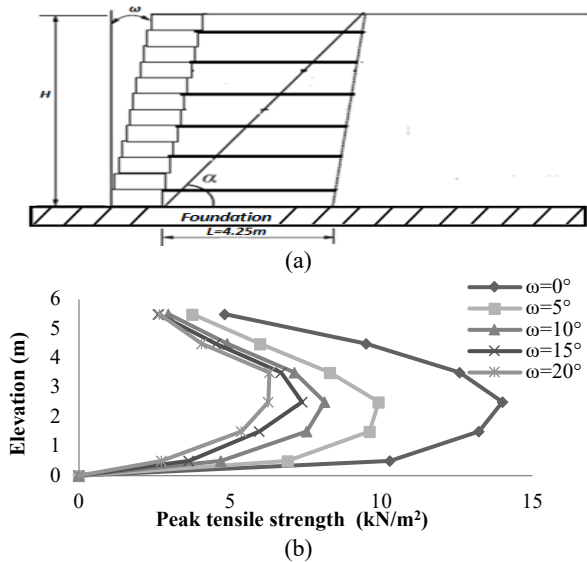 ω
H
α
Foundation
L=4.25m
(a)
6
5
4
3
2
1
0
Elevation (m)
ω=0°
ω=5°
ω=10°
ω=15°
ω=20°
0
5
10
15
Peak tensile strength (kN/m²)
(b)